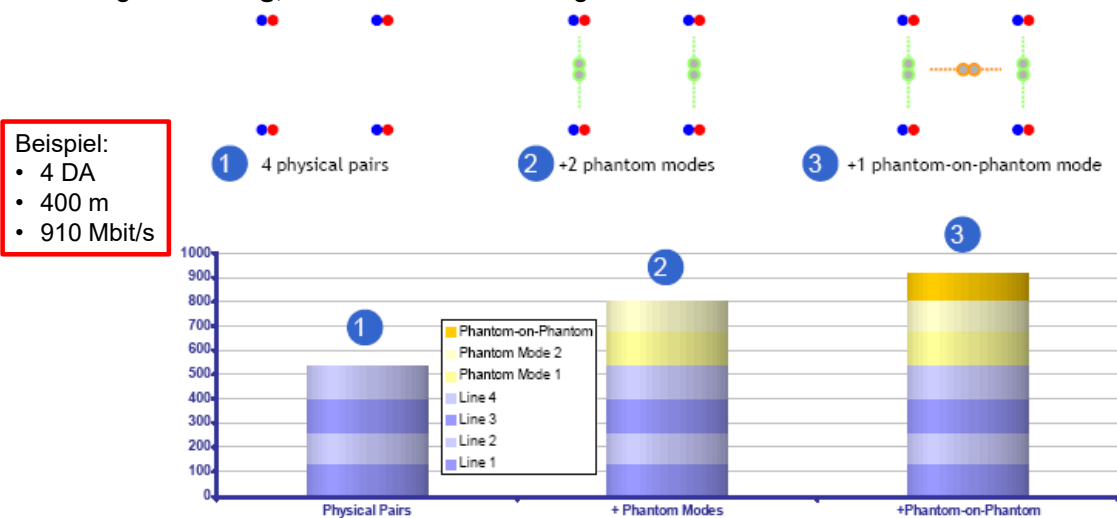 Beispiel:
• 4 DA
• 400 m
• 910 Mbit/s
1 4 physical pairs
2 +2 phantom modes
3 +1 phantom-on-phantom mode
1
2
3
1000
900
800
700
600
500
400
300
200
100
0
Phantom-on-Phantom
Phantom Mode 2
Phantom Mode 1
Line 4
Line 3
Line 2
Line 1
Physical Pairs
+ Phantom Modes
+Phantom-on-Phantom